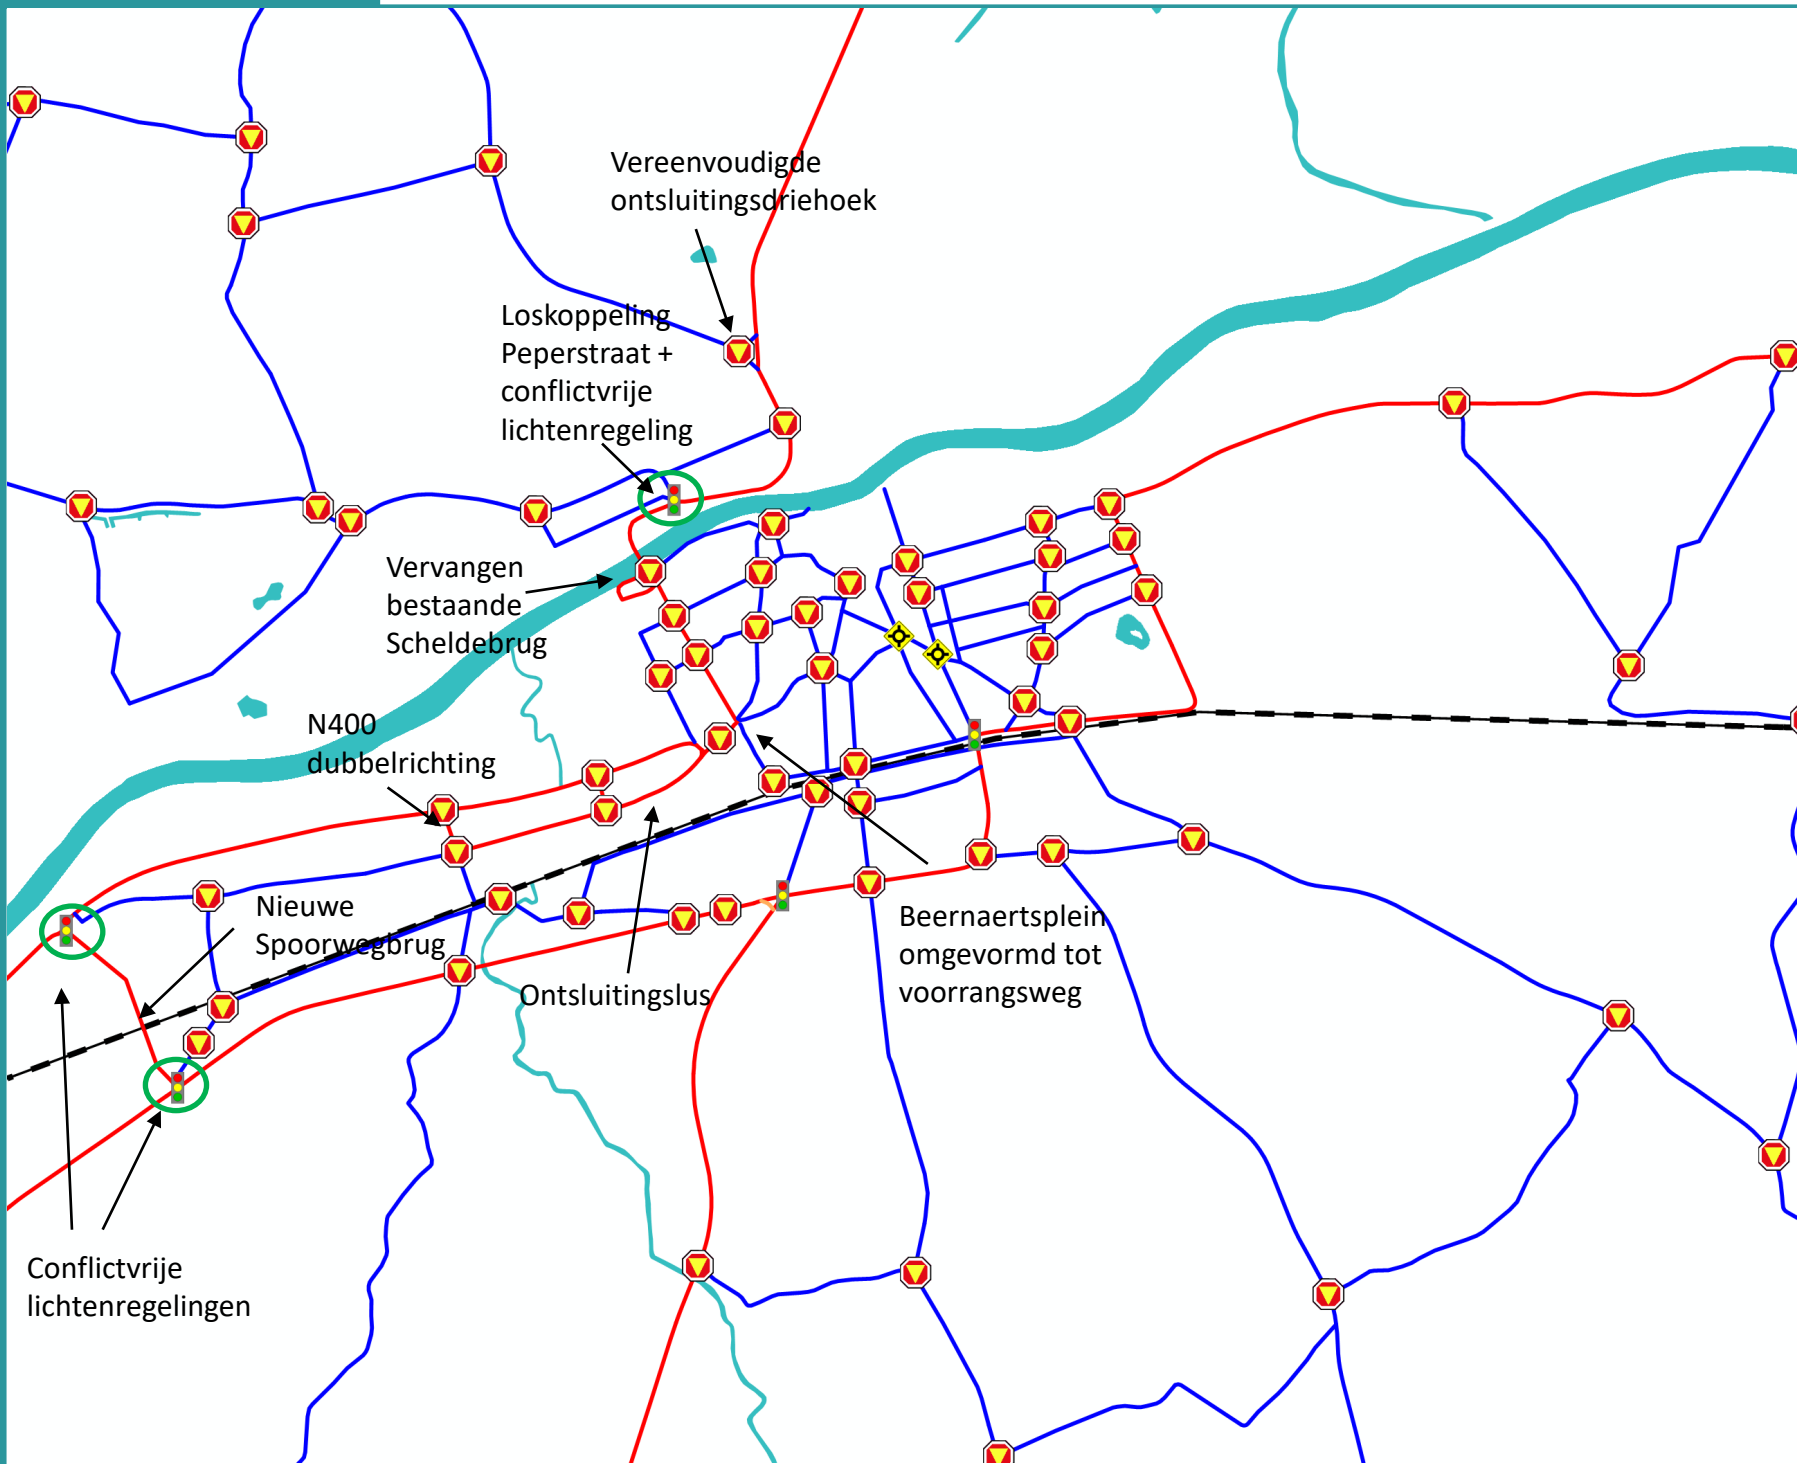 Vereenvoudigde
ontsluitingsdriehoek
Loskoppeling
Peperstraat +
conflictvrije
lichtenregeling
Vervangen
bestaande
Scheldebrug
N400
dubbelrichting
Nieuwe
Spoorwegbrug
Ontsluitingslus
Beernaertsplein
omgevormd tot
voorrangsweg
Conflictvrije
lichtenregelingen